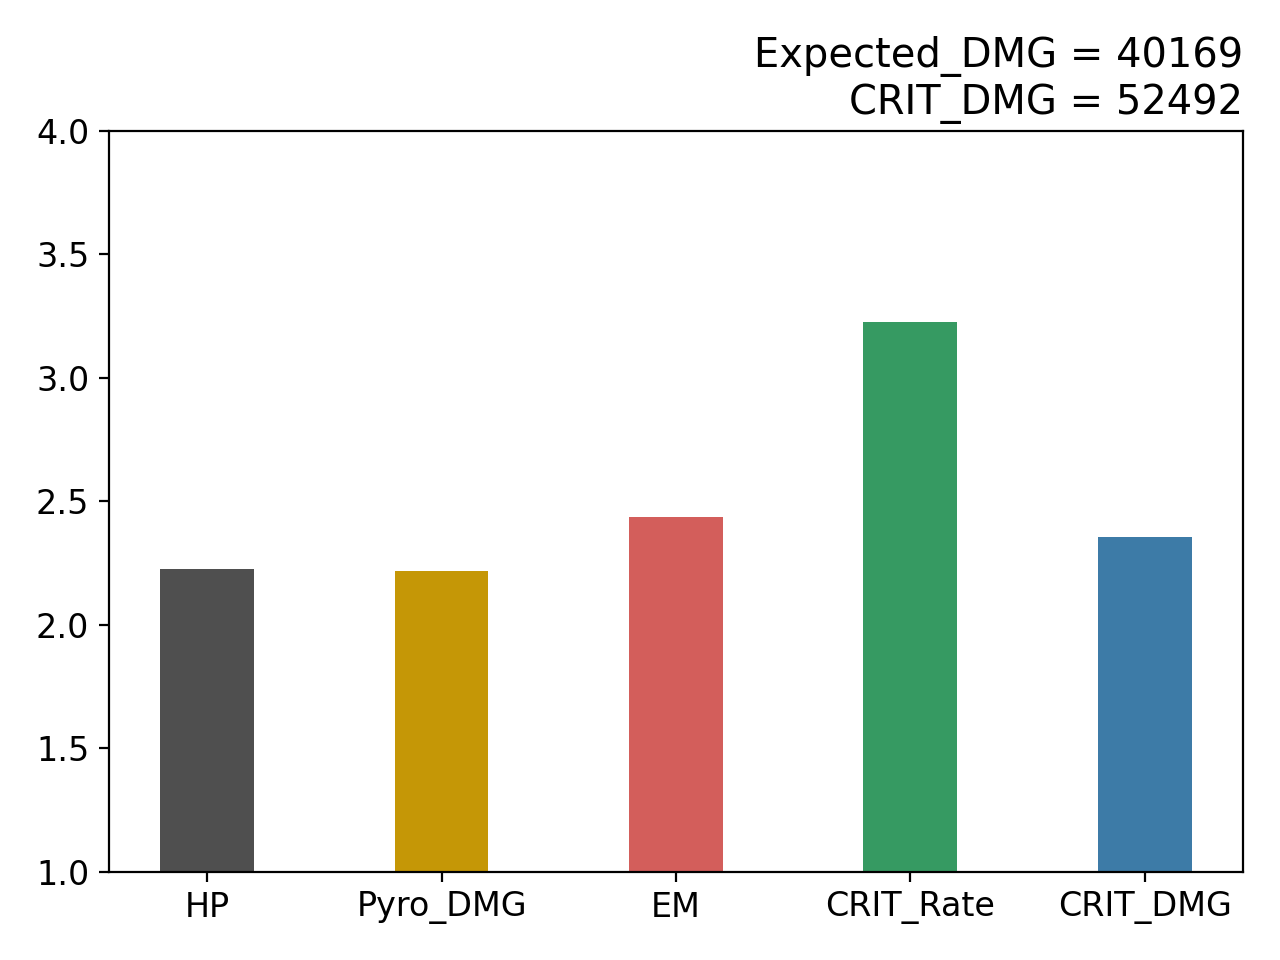 Expected_DMG = 40169
CRIT_DMG = 52492
4.0
3.5
3.0
2.5
2.0
1.5
1.0
HP Pyro_DMG EM CRIT_Rate CRIT_DMG